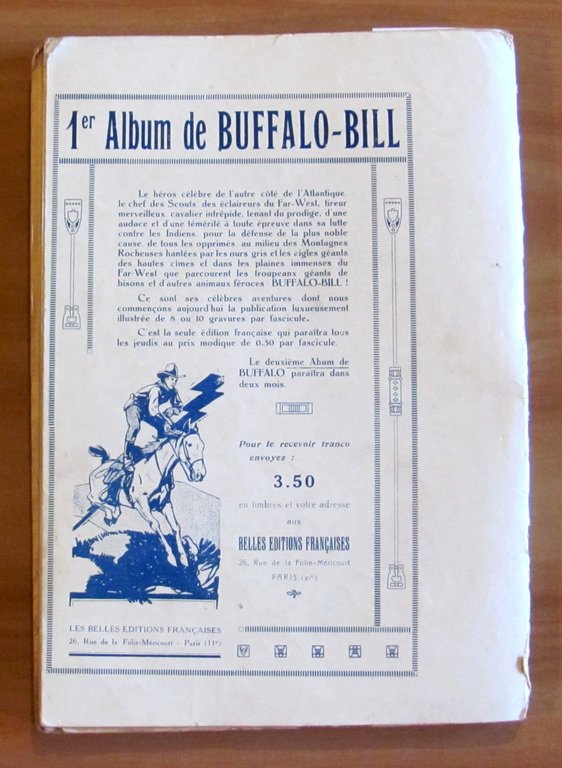 1er Album de BUFFALO-BILL
Le héros célèbre de l'autre côté de l'Atlantique,
le chef des Scouts, des éclaireurs du Far-West, tireur
merveilleux, cavalier intrépide, tenant du prodige, d'une
audace et d'une témérité à toute épreuve dans sa lutte
contre les Indiens, pour la défense de la plus noble
cause, de tous les opprimés, au milieu des Montagnes
Rocheuses hantées par les ours gris et les aigles géants
des hautes cimes et dans les plaines immenses du
Far-West que parcourent les troupeaux géants de
bisons et d'autres animaux féroces BUFFALO-BILL !
Ce sont ses célèbres aventures dont nous
commençons aujourd'hui la publication luxueusement
illustrée de 8 ou 10 gravures par fascicule.
C'est la seule édition française qui paraîtra tous
les jeudis au prix modique de 0.50 par fascicule.
Le deuxième Abum de
BUFFALO paraîtra dans
deux mois.
Pour le recevoir franco
envoyez :
3.50
en timbres et votre adresse
aux
BELLES EDITIONS FRANÇAISES
26, Rue de la Folie-Méricourt
PARIS (XIe)
LES BELLES ÉDITIONS FRANÇAISES
26, Rue de la Folie-Méricourt - Paris (11e)